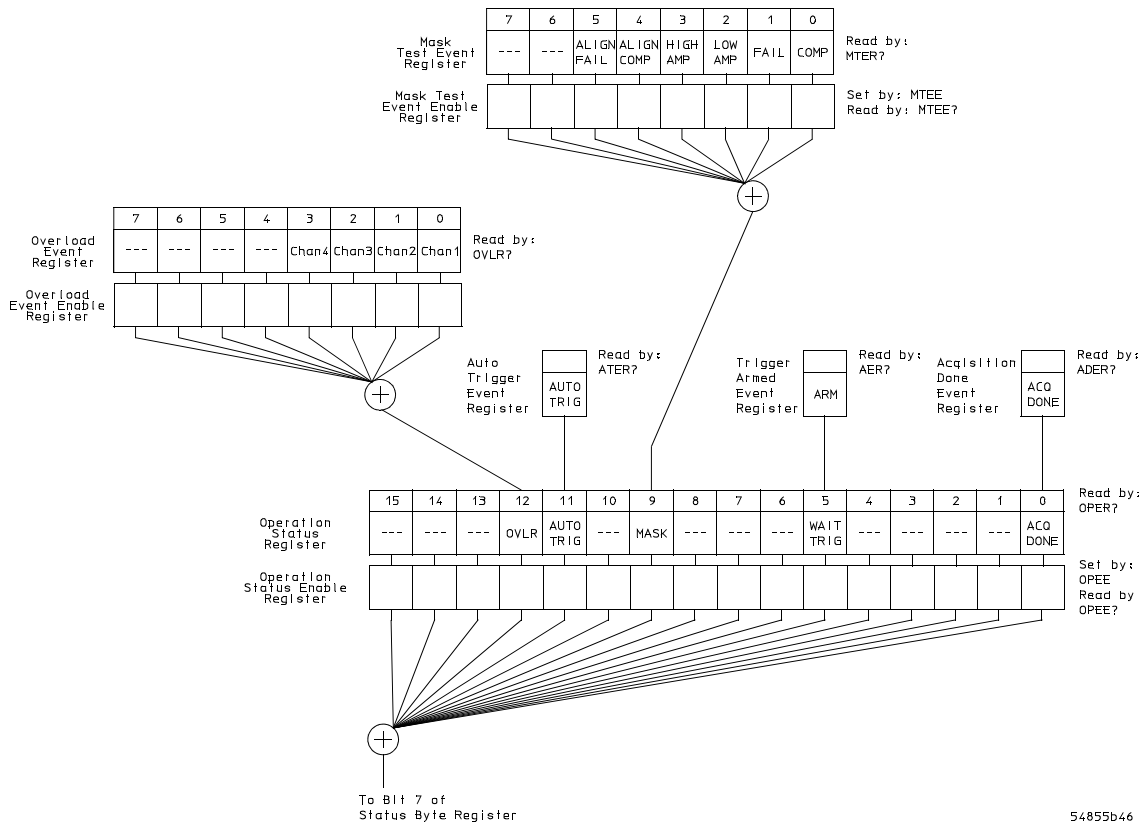 7 6 5 4 3 2 1 0
Mask
Test Event
Register
--- --- ALIGN FAIL ALIGN COMP HIGH AMP LOW AMP FAIL COMP
Read by:
MTER?
Mask Test
Event Enable
Register
Set by: MTEE
Read by: MTEE?
7 6 5 4 3 2 1 0
Overload
Event
Register
--- --- --- --- Chan4 Chan3 Chan2 Chan1
Read by:
OVLR?
Overload
Event Enable
Register
Auto
Trigger
Event
Register
AUTO
TRIG
Read by:
ATER?
Trigger
Armed
Event
Register
ARM
Read by:
AER?
Acqisition
Done
Event
Register
ACQ
DONE
Read by:
ADER?
15 14 13 12 11 10 9 8 7 6 5 4 3 2 1 0
Operation
Status
Register
--- --- --- OVLR AUTO TRIG --- MASK --- --- --- WAIT TRIG --- --- --- --- ACQ DONE
Read by:
OPER?
Operation
Status Enable
Register
Set by:
OPEE
Read by
OPEE?
To Bit 7 of
Status Byte Register
54855b46